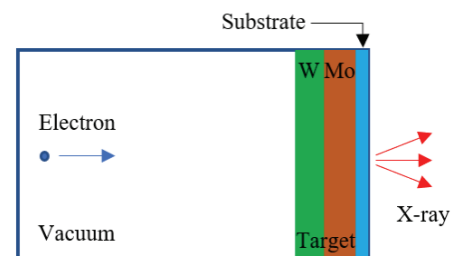 Substrate
W Mo
Electron
X-ray
Vacuum
Target